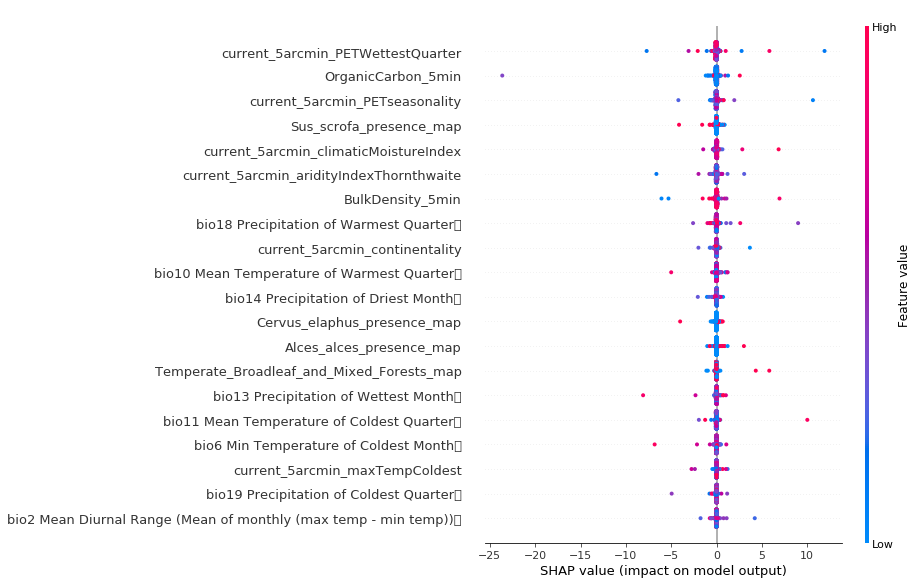 High
current_5arcmin_PETWettestQuarter
OrganicCarbon_5min
current_5arcmin_PETseasonality
Sus_scrofa_presence_map
current_5arcmin_climaticMoistureIndex
current_5arcmin_aridityIndexThornthwaite
BulkDensity_5min
bio18 Precipitation of Warmest Quarter▯
current_5arcmin_continentality
bio10 Mean Temperature of Warmest Quarter▯
bio14 Precipitation of Driest Month▯
Cervus_elaphus_presence_map
Alces_alces_presence_map
Temperate_Broadleaf_and_Mixed_Forests_map
bio13 Precipitation of Wettest Month▯
bio11 Mean Temperature of Coldest Quarter▯
bio6 Min Temperature of Coldest Month▯
current_5arcmin_maxTempColdest
bio19 Precipitation of Coldest Quarter▯
bio2 Mean Diurnal Range (Mean of monthly (max temp - min temp))▯
Feature value
Low
−25 −20 −15 −10 −5 0 5 10
SHAP value (impact on model output)